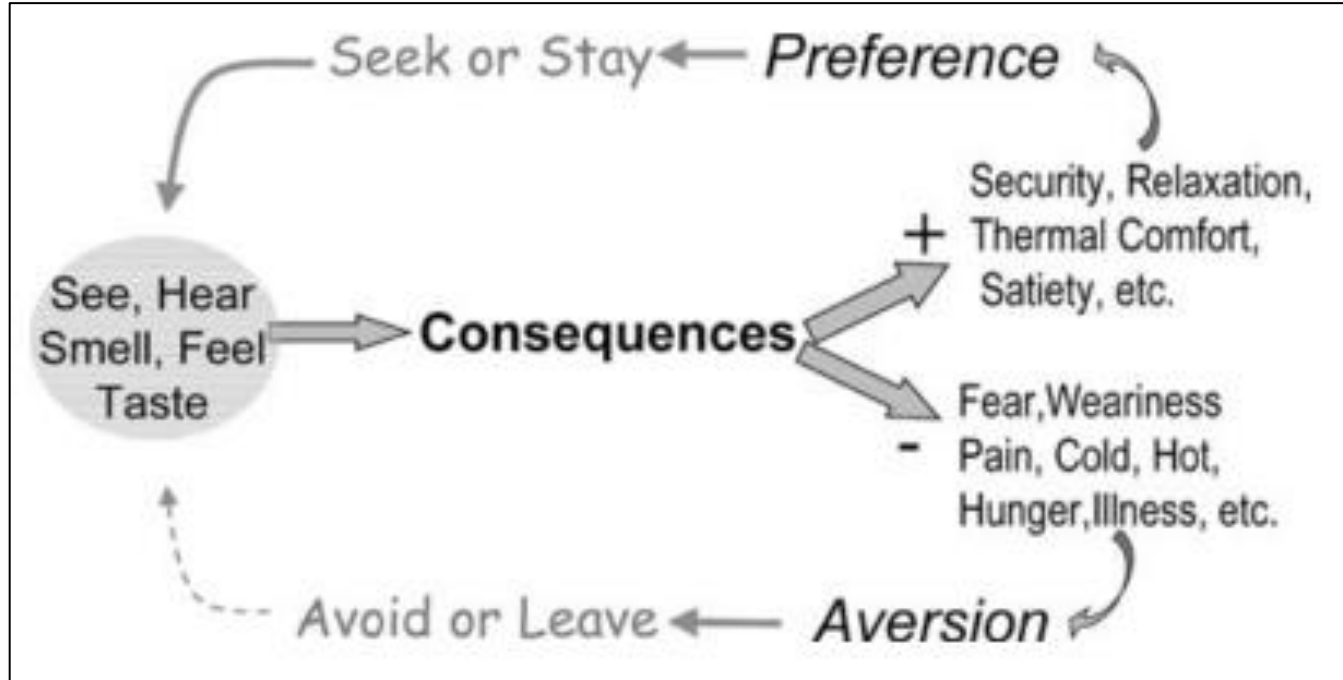 Seek or Stay
Preference
Security, Relaxation,
+ Thermal Comfort,
Satiety, etc.
See, Hear
Smell, Feel
Taste
Consequences
Fear,Weariness
- Pain, Cold, Hot,
Hunger,Illness, etc.
Avoid or Leave
Aversion